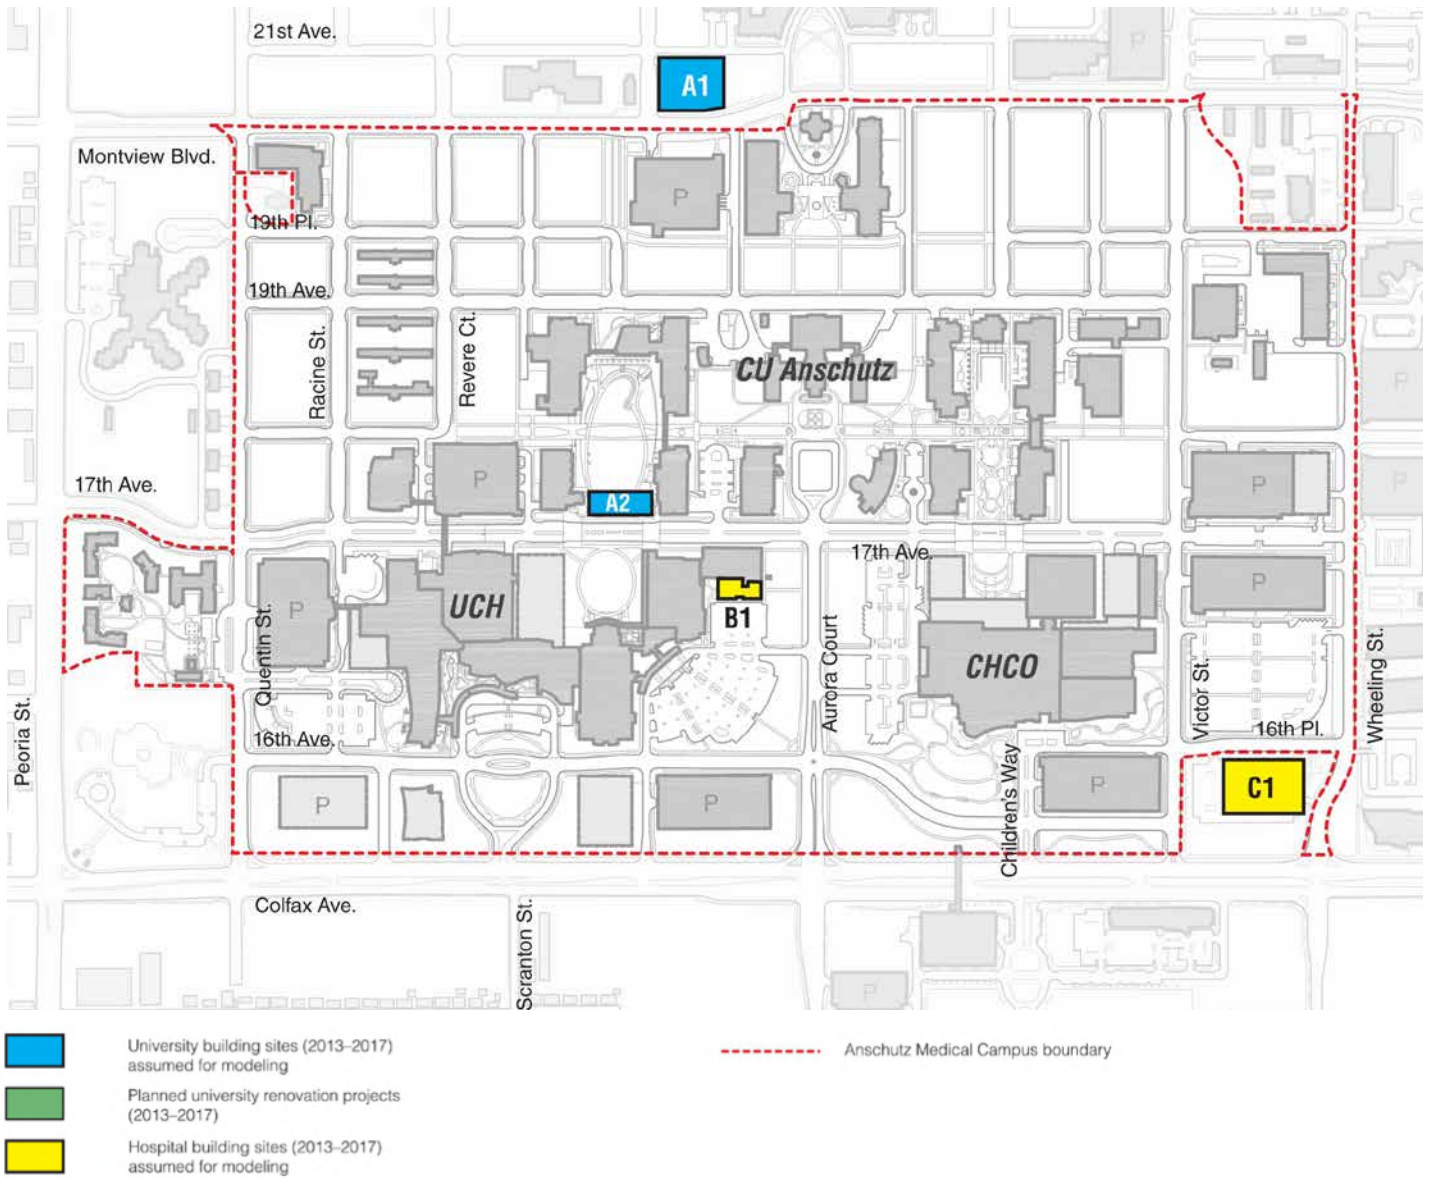 21st Ave.
P
A1
Montview Blvd.
P
19th Pl.
19th Ave.
Racine St.
Revere Ct.
CU Anschutz
P
17th Ave.
P
P
P
A2
17th Ave.
P
UCH
P
B1
Quentin St.
Aurora Court
CHCO
Victor St.
Wheeling St.
Peoria St.
16th Ave.
16th Pl.
Children's Way
P
P
P
C1
Colfax Ave.
Scranton St.
P
University building sites (2013–2017)
assumed for modeling
Anschutz Medical Campus boundary
Planned university renovation projects
(2013–2017)
Hospital building sites (2013–2017)
assumed for modeling